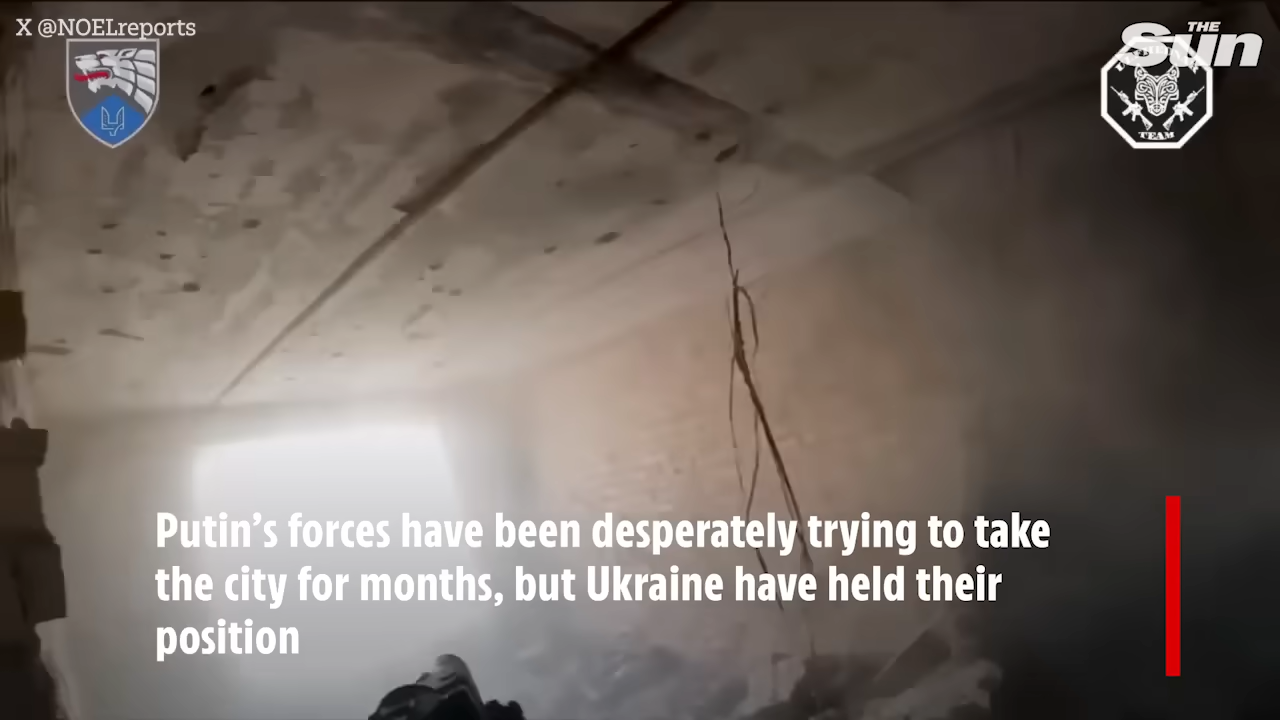 X @NOELreports
THE
Sun
TEAM
Putin’s forces have been desperately trying to take
the city for months, but Ukraine have held their
position